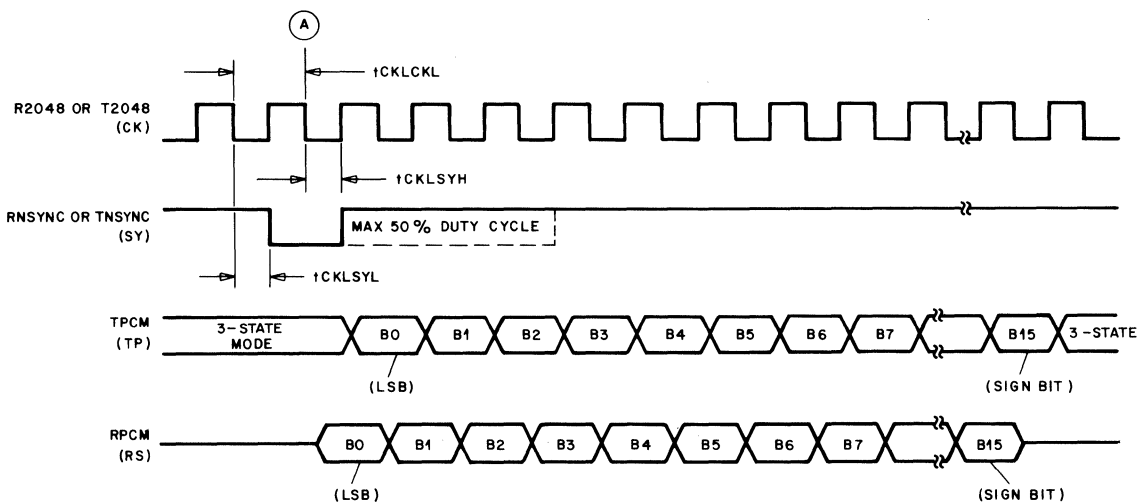 A
tCKLCKL
R2048 OR T2048
(CK)
tCKLSYH
RNSYNC OR TNSYNC
(SY)
MAX 50% DUTY CYCLE
tCKLSYL
TPCM
(TP)
3-STATE
MODE
B0
B1
B2
B3
B4
B5
B6
B7
B15
3-STATE
(LSB)
(SIGN BIT)
RPCM
(RS)
B0
B1
B2
B3
B4
B5
B6
B7
B15
(LSB)
(SIGN BIT)